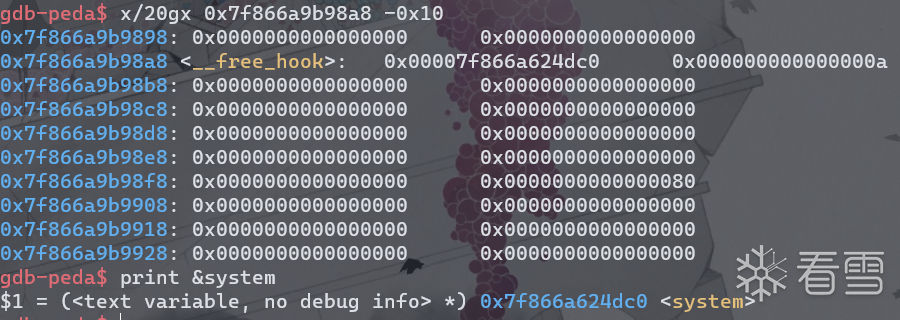 gdb-peda$ x/20gx 0x7f866a9b98a8 -0x10
0x7f866a9b9898: 0x0000000000000000 0x0000000000000000
0x7f866a9b98a8 <__free_hook>: 0x00007f866a624dc0 0x000000000000000a
0x7f866a9b98b8: 0x0000000000000000 0x0000000000000000
0x7f866a9b98c8: 0x0000000000000000 0x0000000000000000
0x7f866a9b98d8: 0x0000000000000000 0x0000000000000000
0x7f866a9b98e8: 0x0000000000000000 0x0000000000000000
0x7f866a9b98f8: 0x0000000000000000 0x0000000000000080
0x7f866a9b9908: 0x0000000000000000 0x0000000000000000
0x7f866a9b9918: 0x0000000000000000 0x0000000000000000
0x7f866a9b9928: 0x0000000000000000 0x0000000000000000
gdb-peda$ print &system
$1 = (<text variable, no debug info> *) 0x7f866a624dc0 <system>
看雪